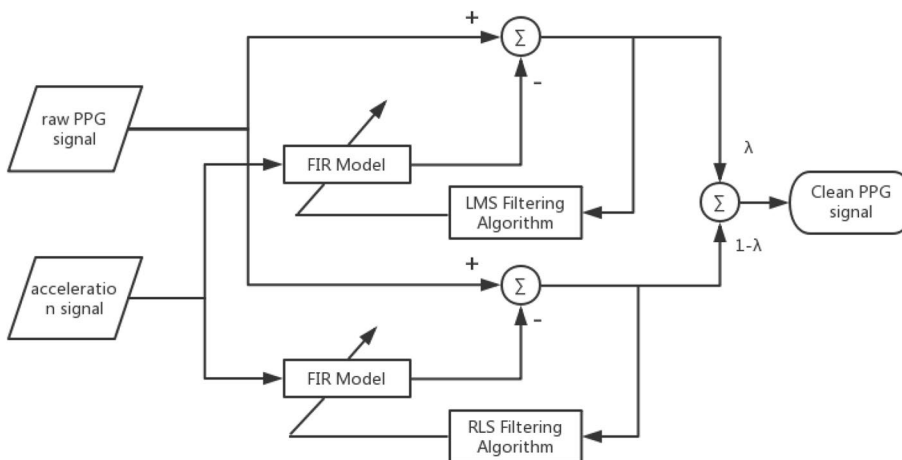 +
Σ
raw PPG
signal
-
FIR Model
λ
LMS Filtering
Algorithm
Σ
Clean PPG
signal
1-λ
+
Σ
acceleratio
n signal
-
FIR Model
RLS Filtering
Algorithm